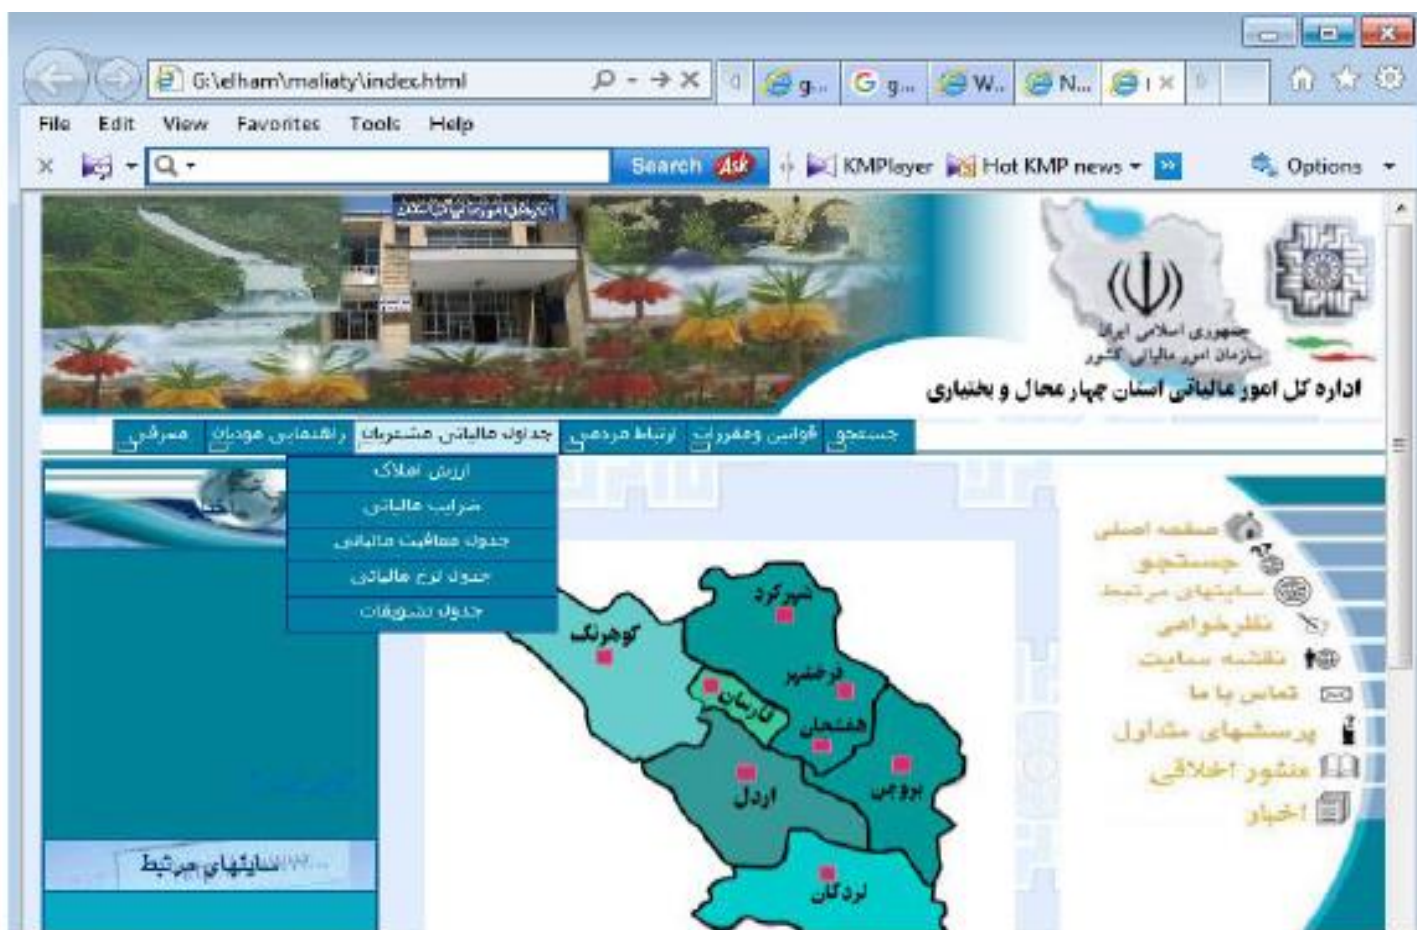 G:\elham\maliaty\index.html
g... g... W.. N... I
File Edit View Favorites Tools Help
Search Ask KMPlayer Hot KMP news Options
جمهوری اسلامی ایران
سازمان امور مالیاتی کشور
اداره کل امور مالیاتی استان چهار محال و بختیاری
جستجو قوانین ومقررات ارتباط مردمی جداول مالیاتی مشتریان راهنمایی مودیان معرفی
ارزش املاک
ضرایب مالیاتی
جدول معافیت مالیاتی
جدول نرخ مالیاتی
جدول تشویقات
اخبار
صفحه اصلی
جستجو
سایتهای مرتبط
نظرخواهی
نقشه سایت
تماس با ما
پرسشهای متداول
منشور اخلاقی
اخبار
شهرکرد
کوهرنگ
فرخشهر
فارسان
هفشجان
بروجن
اردل
لردگان
سایتهای مرتبط